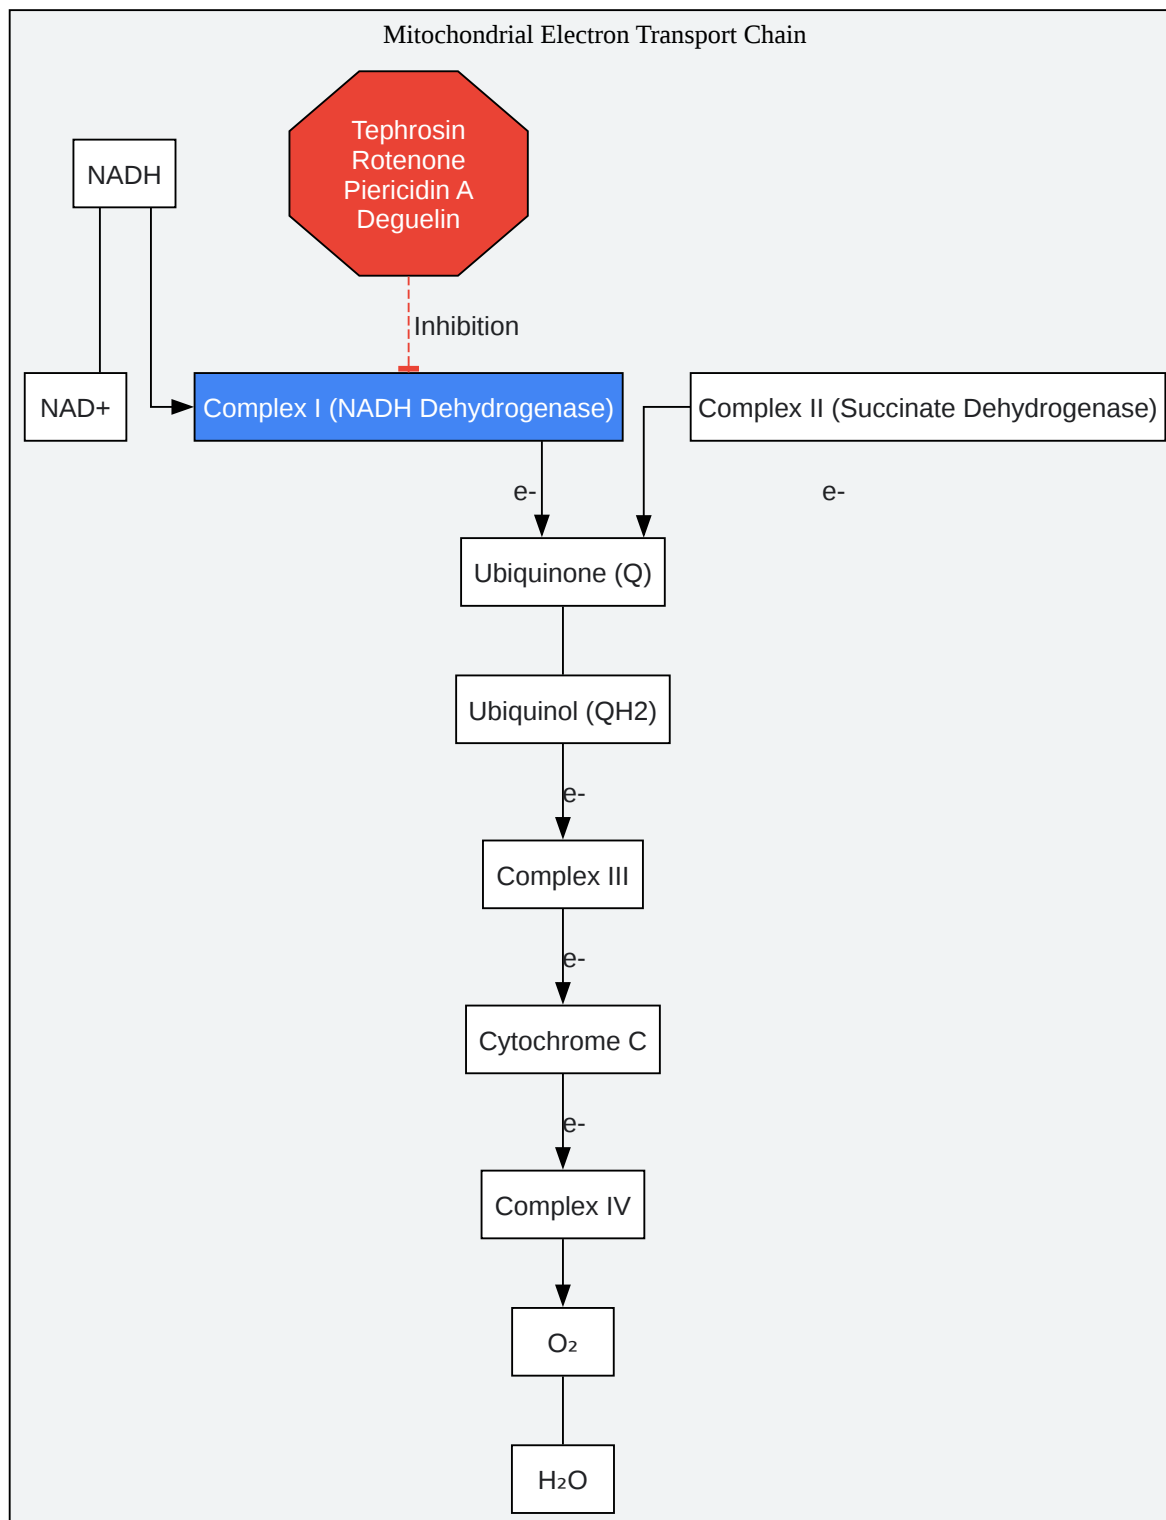 Mitochondrial Electron Transport Chain
Tephrosin
Rotenone
Piericidin A
Deguelin
NADH
Inhibition
NAD+
Complex I (NADH Dehydrogenase)
Complex II (Succinate Dehydrogenase)
e-
e-
Ubiquinone (Q)
Ubiquinol (QH2)
e-
Complex III
e-
Cytochrome C
e-
Complex IV
O₂
H₂O